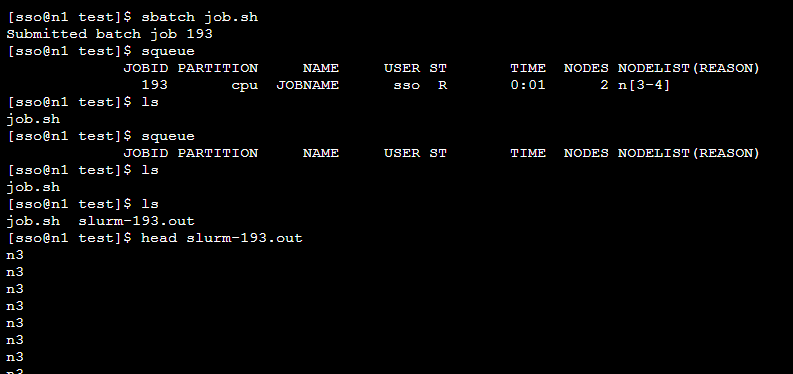 [sso@n1 test]$ sbatch job.sh
Submitted batch job 193
[sso@n1 test]$ squeue
             JOBID PARTITION     NAME     USER ST       TIME  NODES NODELIST(REASON)
               193       cpu  JOBNAME      sso  R       0:01      2 n[3-4]
[sso@n1 test]$ ls
job.sh
[sso@n1 test]$ squeue
             JOBID PARTITION     NAME     USER ST       TIME  NODES NODELIST(REASON)
[sso@n1 test]$ ls
job.sh
[sso@n1 test]$ ls
job.sh  slurm-193.out
[sso@n1 test]$ head slurm-193.out
n3
n3
n3
n3
n3
n3
n3
n3